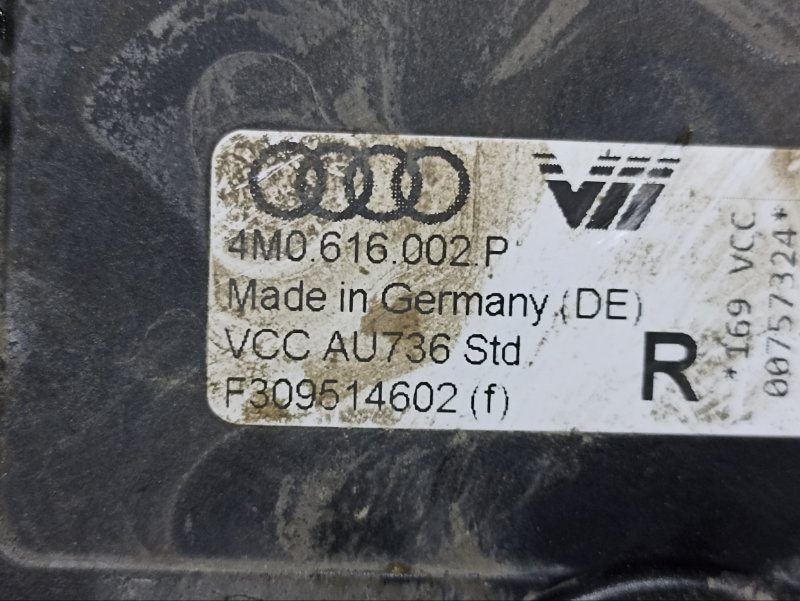 4M0.616.002.P
Made in Germany (DE)
VCC AU736 Std
F309514602 (f)
R
*169 VCC
00757324*